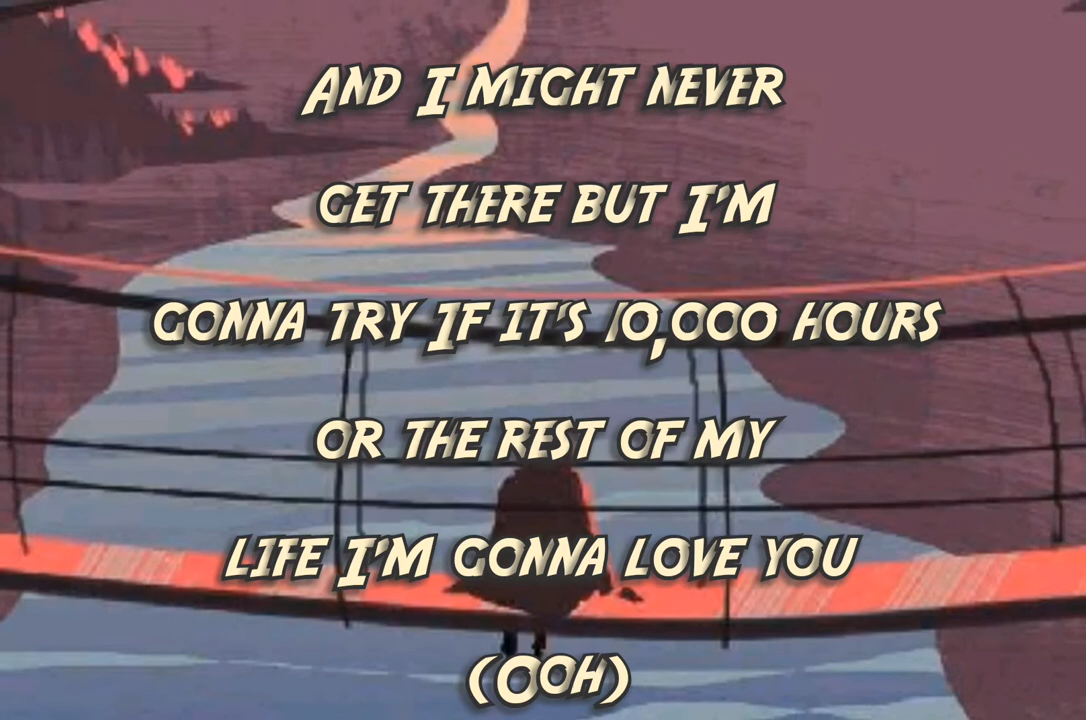 AND I MIGHT NEVER
GET THERE BUT I'M
GONNA TRY IF IT'S 10,000 HOURS
OR THE REST OF MY
LIFE I'M GONNA LOVE YOU
(OOH)